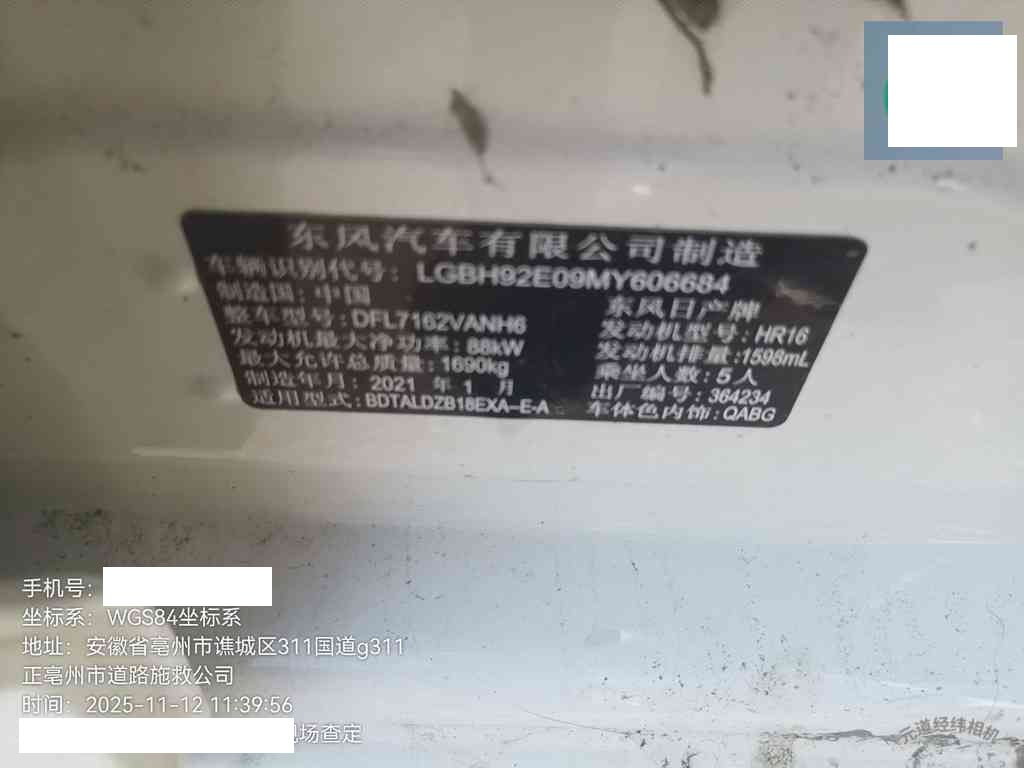 东风汽车有限公司制造
车辆识别代号：LGBH92E09MY606684
制造国：中国 东风日产牌
整车型号：DFL7162VANH6 发动机型号：HR16
发动机最大净功率：88kW 发动机排量：1598mL
最大允许总质量：1690kg 乘坐人数：5人
制造年月：2021 年 1 月 出厂编号：364234
适用型式：BDTALDZB18EXA-E-A 车体色内饰：QABG
手机号：
坐标系：WGS84坐标系
地址：安徽省亳州市谯城区311国道g311
正亳州市道路施救公司
时间：2025-11-12 11:39:56
现场查定
元道经纬相机